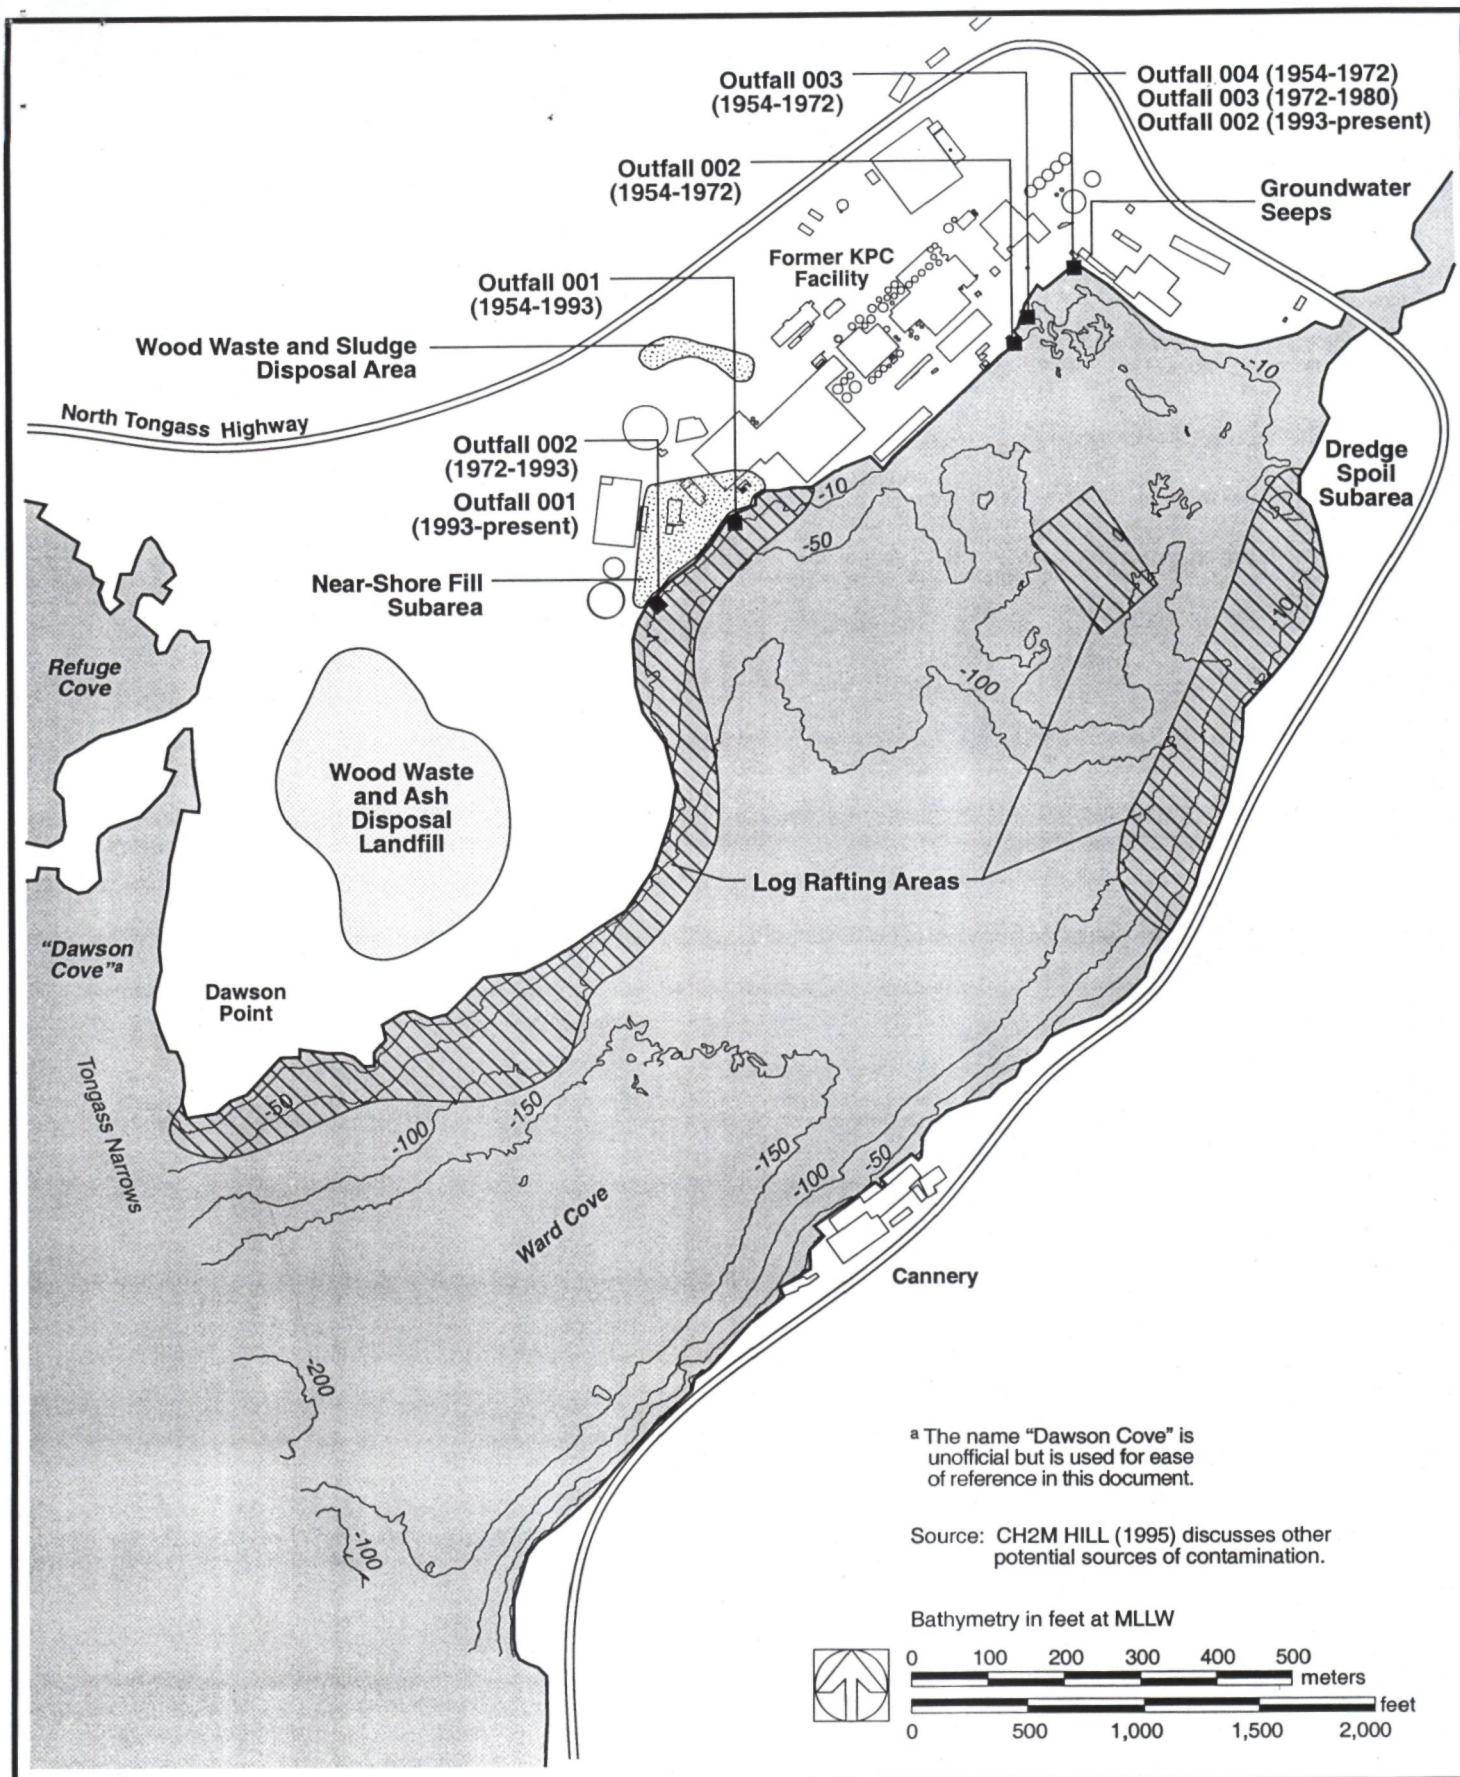 Outfall 003
(1954-1972)
Outfall 004 (1954-1972)
Outfall 003 (1972-1980)
Outfall 002 (1993-present)
Outfall 002
(1954-1972)
Groundwater
Seeps
Former KPC
Facility
Outfall 001
(1954-1993)
Wood Waste and Sludge
Disposal Area
North Tongass Highway
-10
Outfall 002
(1972-1993)
Outfall 001
(1993-present)
Dredge
Spoil
Subarea
-10
-50
Near-Shore Fill
Subarea
-10
Refuge
Cove
-100
Wood Waste
and Ash
Disposal
Landfill
Log Rafting Areas
“Dawson
Cove”a
Dawson
Point
Tongass Narrows
-50
-100
-150
-150
-100
-50
Ward Cove
Cannery
-200
-100
a The name “Dawson Cove” is
unofficial but is used for ease
of reference in this document.
Source: CH2M HILL (1995) discusses other
potential sources of contamination.
Bathymetry in feet at MLLW
0 100 200 300 400 500
meters
feet
0 500 1,000 1,500 2,000